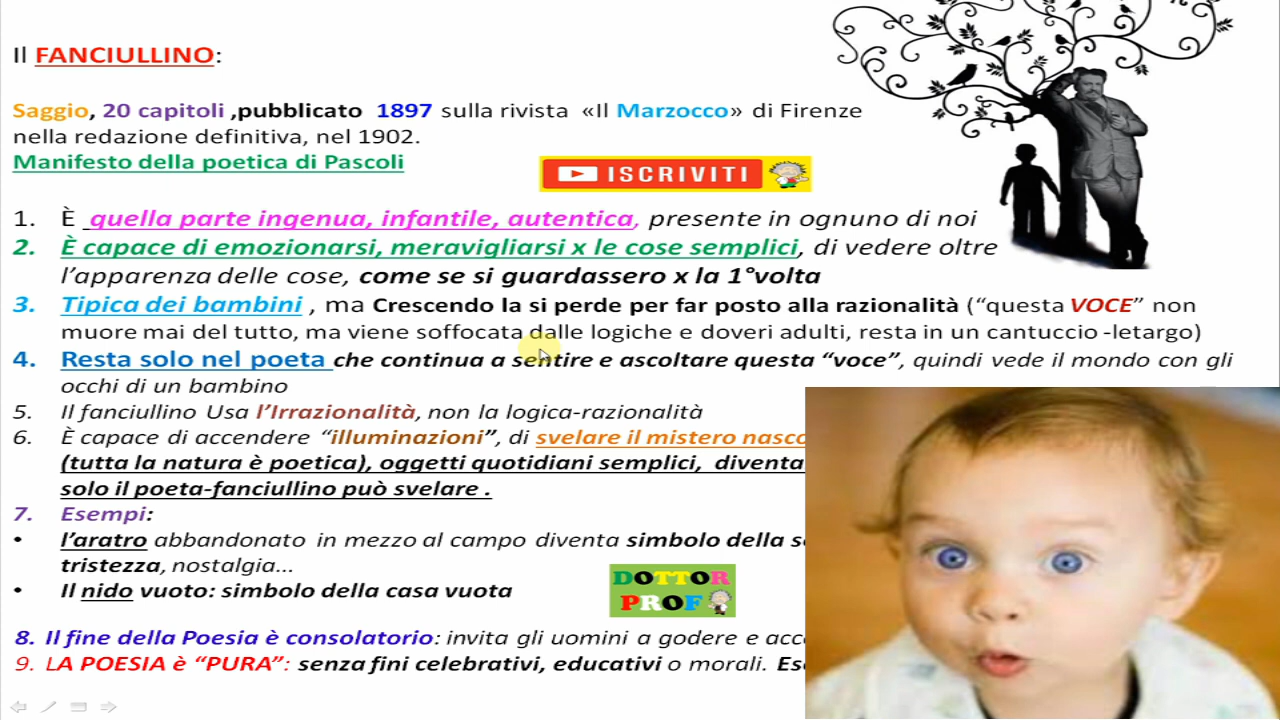 Il FANCIULLINO:
Saggio, 20 capitoli ,pubblicato 1897 sulla rivista «Il Marzocco» di Firenze
nella redazione definitiva, nel 1902.
Manifesto della poetica di Pascoli
ISCRIVITI
1. È quella parte ingenua, infantile, autentica, presente in ognuno di noi
2. È capace di emozionarsi, meravigliarsi x le cose semplici, di vedere oltre
l’apparenza delle cose, come se si guardassero x la 1°volta
3. Tipica dei bambini , ma Crescendo la si perde per far posto alla razionalità (“questa VOCE” non
muore mai del tutto, ma viene soffocata dalle logiche e doveri adulti, resta in un cantuccio -letargo)
4. Resta solo nel poeta che continua a sentire e ascoltare questa “voce”, quindi vede il mondo con gli
occhi di un bambino
5. Il fanciullino Usa l’Irrazionalità, non la logica-razionalità
6. È capace di accendere “illuminazioni”, di svelare il mistero
(tutta la natura è poetica), oggetti quotidiani semplici, diventa
solo il poeta-fanciullino può svelare .
7. Esempi:
• l’aratro abbandonato in mezzo al campo diventa simbolo della
tristezza, nostalgia...
• Il nido vuoto: simbolo della casa vuota
DOTTOR
PROF
8. Il fine della Poesia è consolatorio: invita gli uomini a godere e
9. LA POESIA è “PURA”: senza fini celebrativi, educativi o morali.